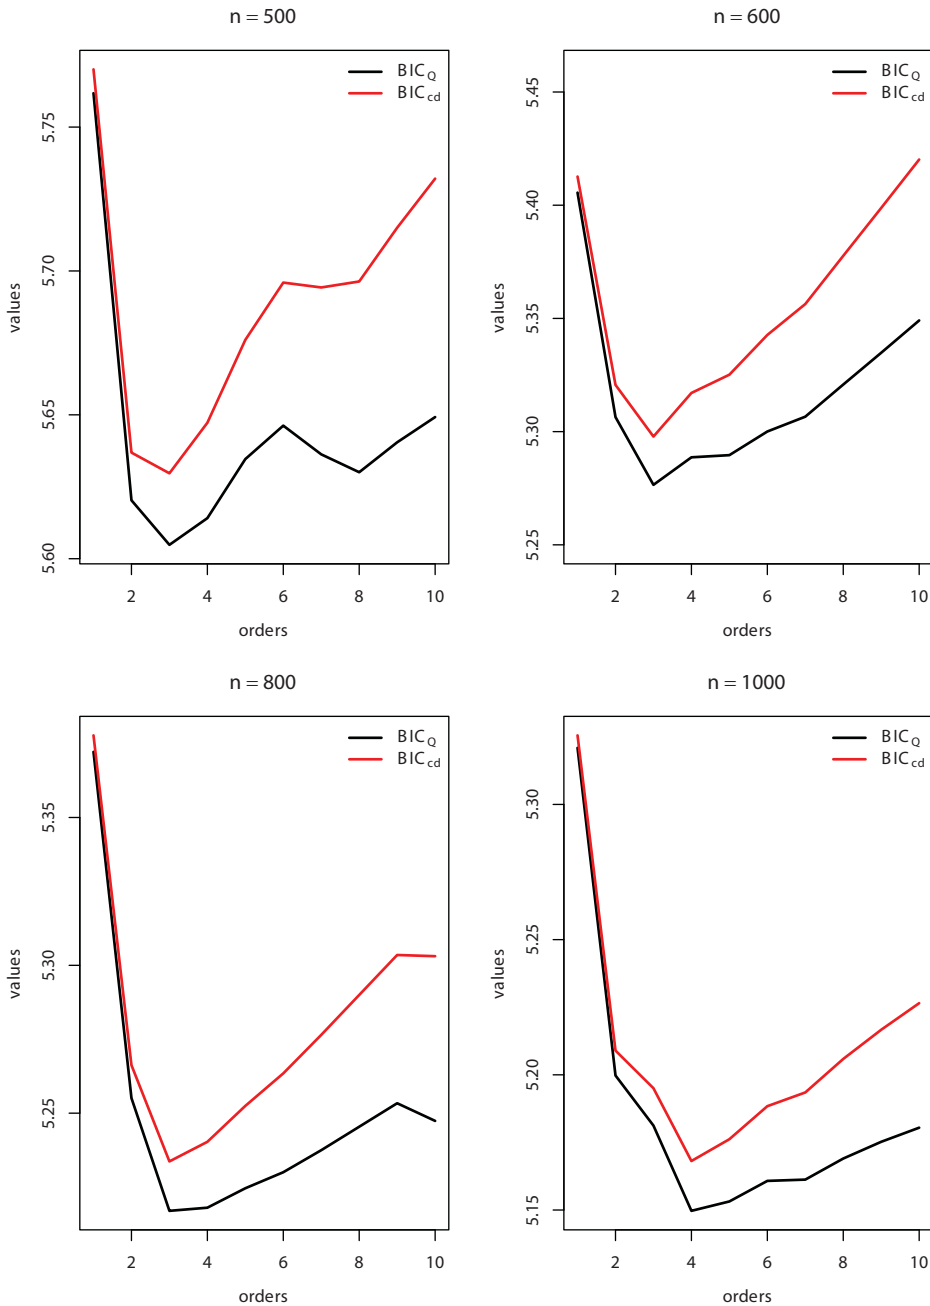 n = 500
BIC_Q
BIC_cd
values
5.60 5.65 5.70 5.75
2 4 6 8 10
orders
n = 600
BIC_Q
BIC_cd
values
5.25 5.30 5.35 5.40 5.45
2 4 6 8 10
orders
n = 800
BIC_Q
BIC_cd
values
5.25 5.30 5.35
2 4 6 8 10
orders
n = 1000
BIC_Q
BIC_cd
values
5.15 5.20 5.25 5.30
2 4 6 8 10
orders